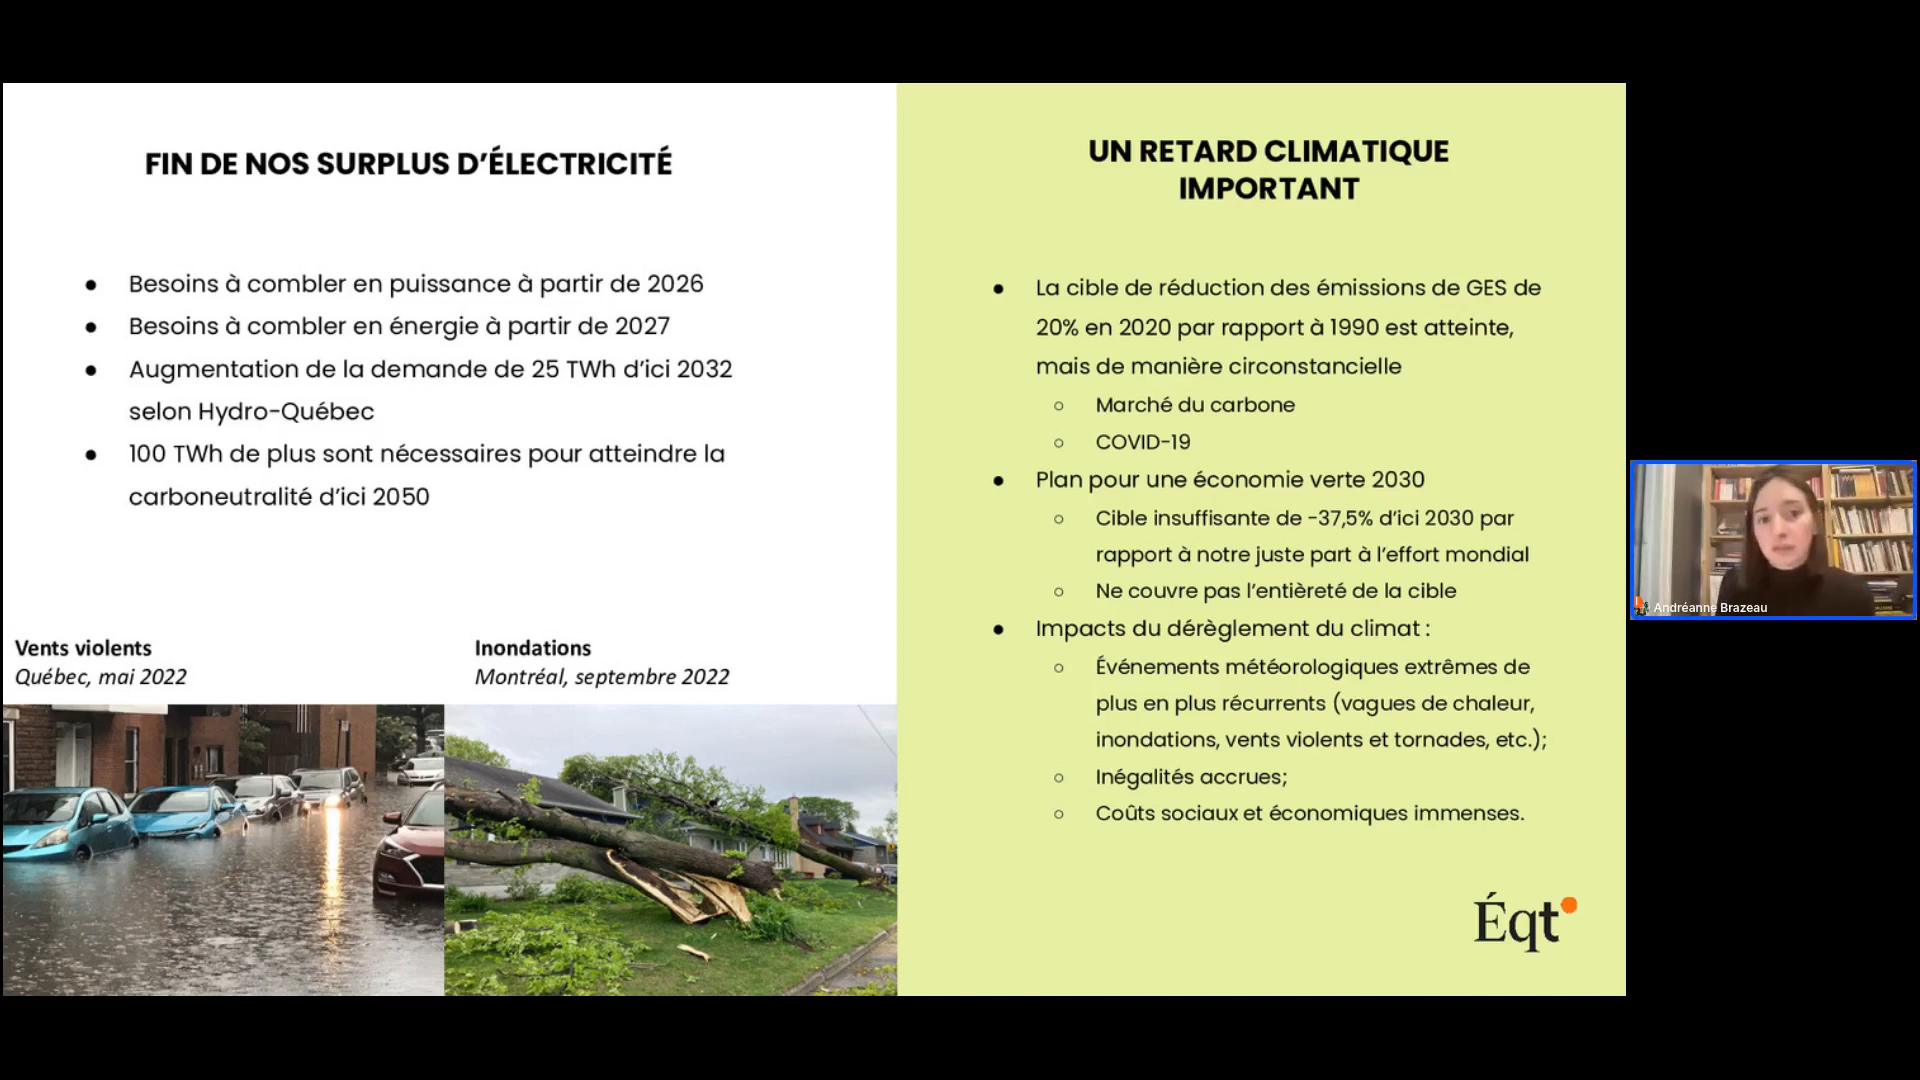 FIN DE NOS SURPLUS D’ÉLECTRICITÉ
● Besoins à combler en puissance à partir de 2026
● Besoins à combler en énergie à partir de 2027
● Augmentation de la demande de 25 TWh d’ici 2032
selon Hydro-Québec
● 100 TWh de plus sont nécessaires pour atteindre la
carboneutralité d’ici 2050
Vents violents
Québec, mai 2022
Inondations
Montréal, septembre 2022
UN RETARD CLIMATIQUE
IMPORTANT
● La cible de réduction des émissions de GES de
20% en 2020 par rapport à 1990 est atteinte,
mais de manière circonstancielle
○ Marché du carbone
○ COVID-19
● Plan pour une économie verte 2030
○ Cible insuffisante de -37,5% d’ici 2030 par
rapport à notre juste part à l’effort mondial
○ Ne couvre pas l’entièreté de la cible
● Impacts du dérèglement du climat :
○ Événements météorologiques extrêmes de
plus en plus récurrents (vagues de chaleur,
inondations, vents violents et tornades, etc.);
○ Inégalités accrues;
○ Coûts sociaux et économiques immenses.
Éqt
Andréanne Brazeau